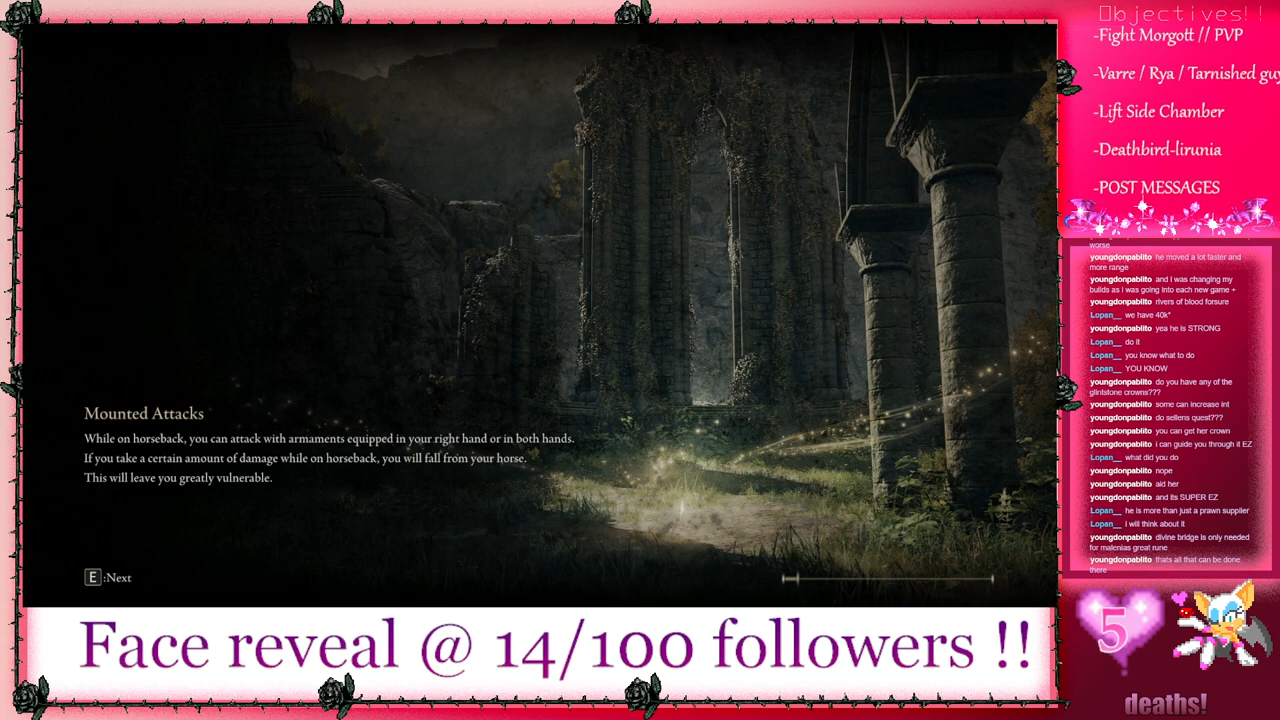 Objectives!!
-Fight Morgott // PVP
-Varre / Rya / Tarnished guy
-Lift Side Chamber
-Deathbird-lirunia
-POST MESSAGES
worse
youngdonpablito he moved a lot faster and
more range
youngdonpablito and i was changing my
builds as i was going into each new game +
youngdonpablito rivers of blood forsure
Lopan__ we have 40k*
youngdonpablito yea he is STRONG
Lopan__ do it
Lopan__ you know what to do
Lopan__ YOU KNOW
youngdonpablito do you have any of the
glintstone crowns???
youngdonpablito some can increase int
youngdonpablito do sellens quest???
youngdonpablito you can get her crown
youngdonpablito i can guide you through it EZ
Lopan__ what did you do
youngdonpablito nope
youngdonpablito aid her
youngdonpablito and its SUPER EZ
Lopan__ he is more than just a prawn supplier
Lopan__ i will think about it
youngdonpablito divine bridge is only needed
for malenias great rune
youngdonpablito thats all that can be done
there
Mounted Attacks
While on horseback, you can attack with armaments equipped in your right hand or in both hands.
If you take a certain amount of damage while on horseback, you will fall from your horse.
This will leave you greatly vulnerable.
E:Next
Face reveal @ 14/100 followers !!
5
deaths!